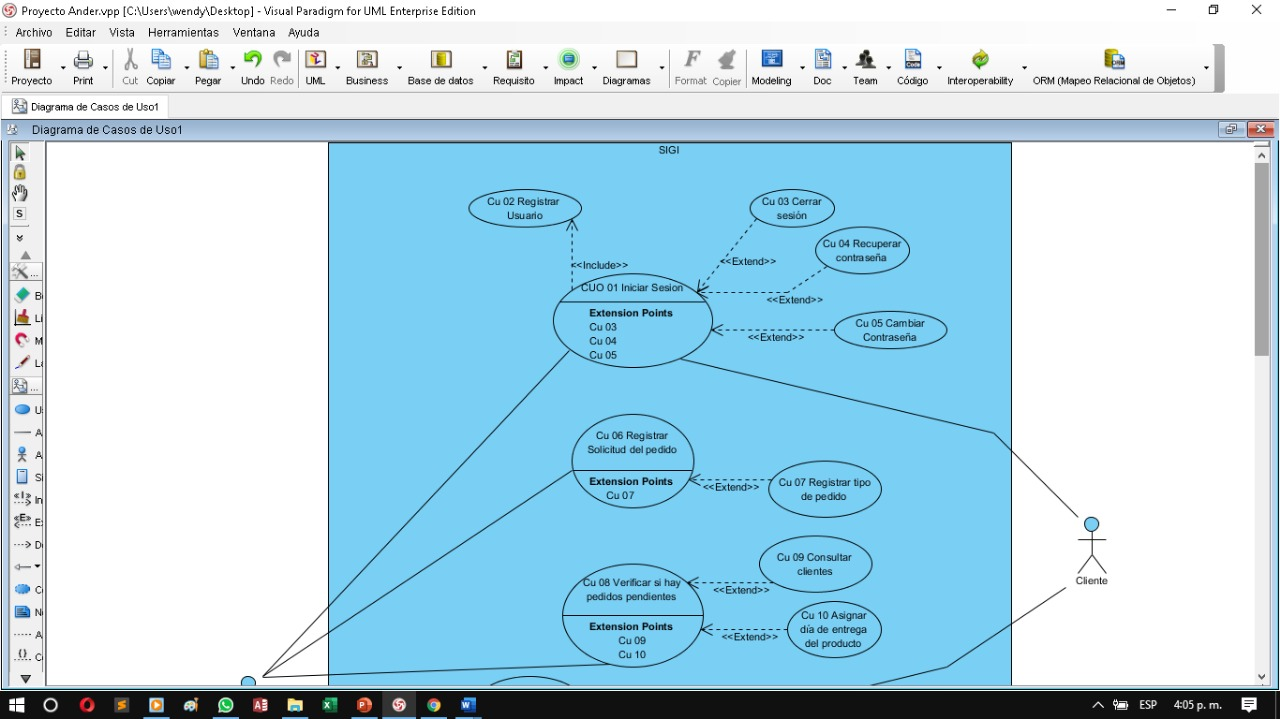 Proyecto Ander.vpp [C:\Users\wendy\Desktop] - Visual Paradigm for UML Enterprise Edition
Archivo Editar Vista Herramientas Ventana Ayuda
Proyecto Print Cut Copiar Pegar Undo Redo UML Business Base de datos Requisito Impact Diagramas Format Copier Modeling Doc Team Código Interoperability ORM (Mapeo Relacional de Objetos)
Diagrama de Casos de Uso1
Diagrama de Casos de Uso1
SIGI
Cu 02 Registrar
Usuario
Cu 03 Cerrar
sesión
Cu 04 Recuperar
contraseña
<<Include>>
<<Extend>>
<<Extend>>
CUO 01 Iniciar Sesion
Extension Points
Cu 03
Cu 04
Cu 05
<<Extend>>
Cu 05 Cambiar
Contraseña
Cu 06 Registrar
Solicitud del pedido
Extension Points
Cu 07
<<Extend>>
Cu 07 Registrar tipo
de pedido
Cu 08 Verificar si hay
pedidos pendientes
Extension Points
Cu 09
Cu 10
<<Extend>>
Cu 09 Consultar
clientes
<<Extend>>
Cu 10 Asignar
día de entrega
del producto
Cliente
ESP 4:05 p. m.